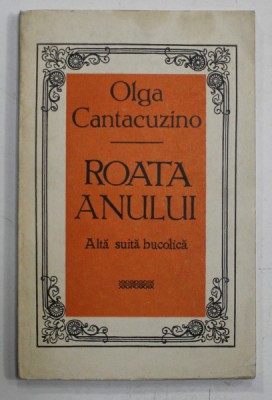 Olga
Cantacuzino
ROATA
ANULUI
Altă suită bucolică